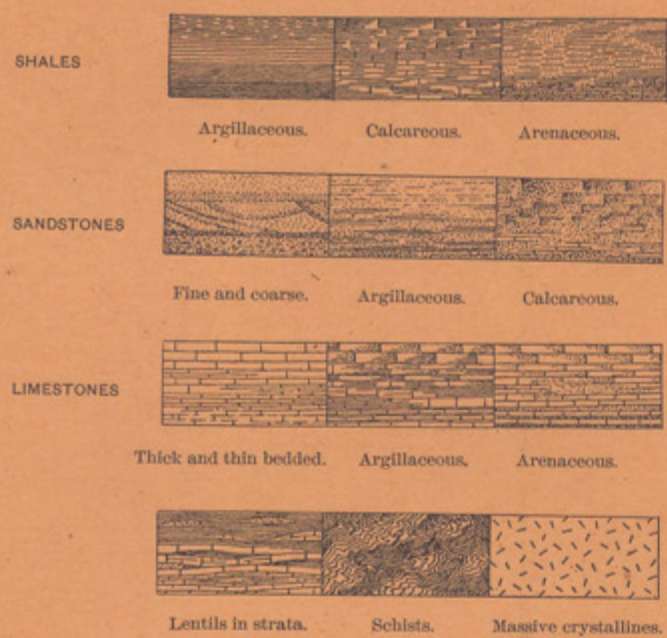 SHALES
Argillaceous. Calcareous. Arenaceous.
SANDSTONES
Fine and coarse. Argillaceous. Calcareous.
LIMESTONES
Thick and thin bedded. Argillaceous. Arenaceous.
Lentils in strata. Schists. Massive crystallines.